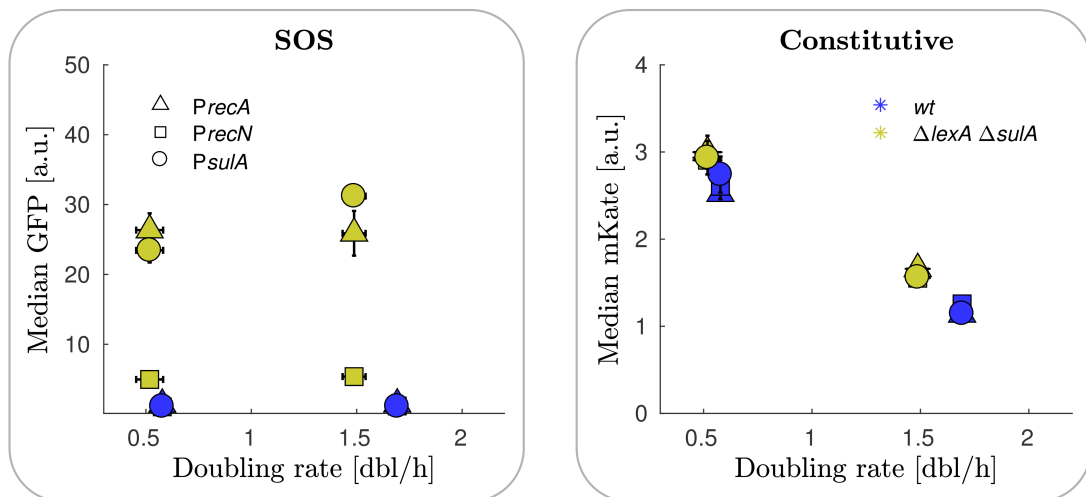 SOS
50
40
30
20
10
0.5
1
1.5
2
Median GFP [a.u.]
Doubling rate [dbl/h]
PrecA
PrecN
PsulA
Constitutive
4
3
2
1
0
0.5
1
1.5
2
Median mKate [a.u.]
Doubling rate [dbl/h]
wt
ΔlexA ΔsulA